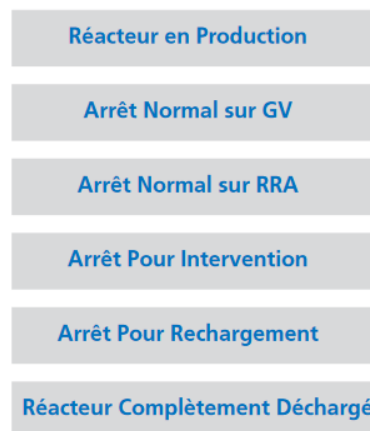 Réacteur en Production
Arrêt Normal sur GV
Arrêt Normal sur RRA
Arrêt Pour Intervention
Arrêt Pour Rechargement
Réacteur Complètement Déchargé